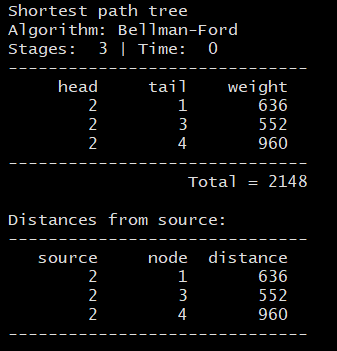 Shortest path tree
Algorithm: Bellman-Ford
Stages:  3 | Time:  0
------------------------------
     head     tail    weight
        2        1       636
        2        3       552
        2        4       960
------------------------------
                 Total = 2148
Distances from source:
------------------------------
   source     node  distance
        2        1       636
        2        3       552
        2        4       960
------------------------------